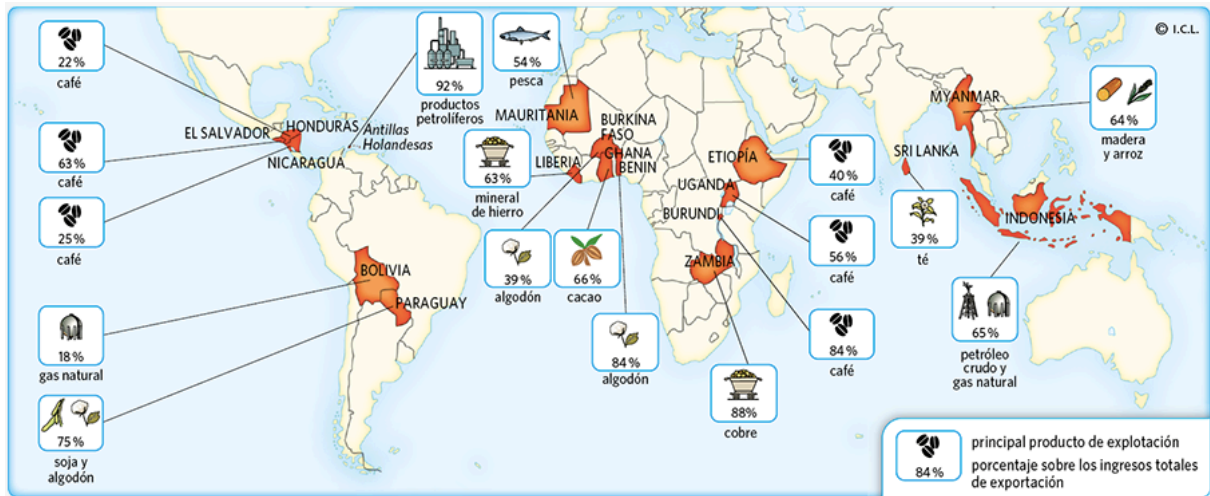 © I.C.L.
22 %
café
63 %
café
25 %
café
18 %
gas natural
75 %
soja y
algodón
EL SALVADOR
HONDURAS
NICARAGUA
Antillas
Holandesas
BOLIVIA
PARAGUAY
92 %
productos
petrolíferos
54 %
pesca
MAURITANIA
63 %
mineral
de hierro
LIBERIA
BURKINA
FASO
GHANA
BENIN
39 %
algodón
66 %
cacao
84 %
algodón
ETIOPÍA
UGANDA
BURUNDI
ZAMBIA
88%
cobre
40 %
café
56 %
café
84 %
café
MYANMAR
64 %
madera
y arroz
SRI LANKA
39 %
té
INDONESIA
65 %
petróleo
crudo y
gas natural
84 %
principal producto de explotación
porcentaje sobre los ingresos totales
de exportación